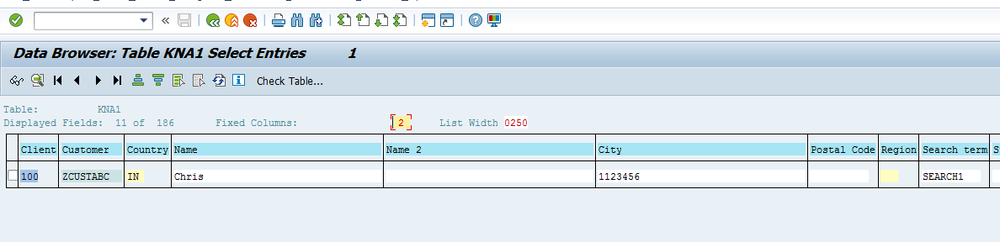 Data Browser: Table KNA1 Select Entries 1
Check Table...
Table: KNA1
Displayed Fields: 11 of 186 Fixed Columns: 2 List Width 0250
Client Customer Country Name Name 2 City Postal Code Region Search term S
100 ZCUSTABC IN Chris 1123456 SEARCH1